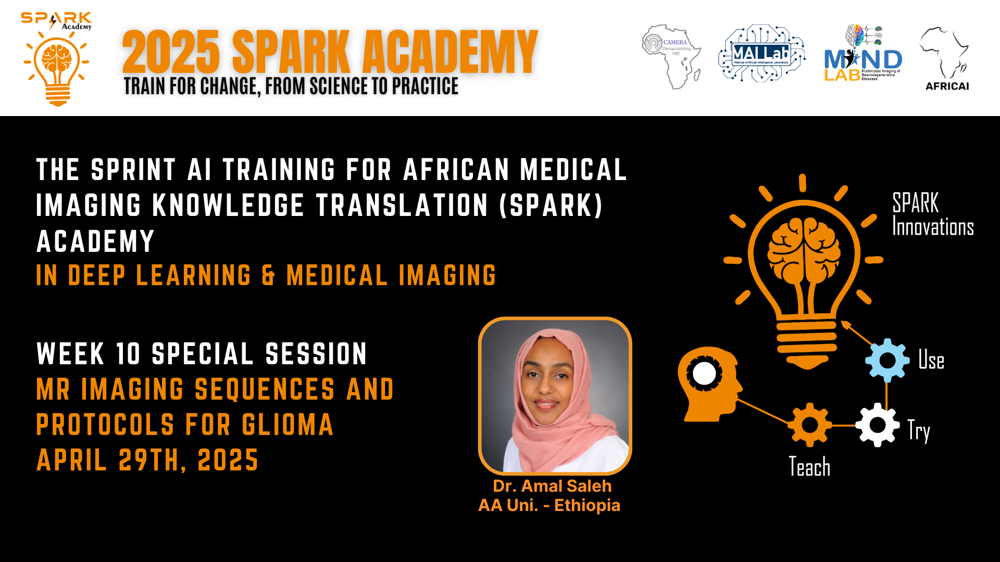 SPARK
Academy
2025 SPARK ACADEMY
TRAIN FOR CHANGE, FROM SCIENCE TO PRACTICE
CAMERA
Democratizing
MRI
MAI Lab
Medical Artificial Intelligence Laboratory
MIND
LAB
Multimodal Imaging of
Neurodegenerative
Diseases
AFRICAI
THE SPRINT AI TRAINING FOR AFRICAN MEDICAL
IMAGING KNOWLEDGE TRANSLATION (SPARK)
ACADEMY
IN DEEP LEARNING & MEDICAL IMAGING
WEEK 10 SPECIAL SESSION
MR IMAGING SEQUENCES AND
PROTOCOLS FOR GLIOMA
APRIL 29TH, 2025
Dr. Amal Saleh
AA Uni. - Ethiopia
SPARK
Innovations
Use
Try
Teach